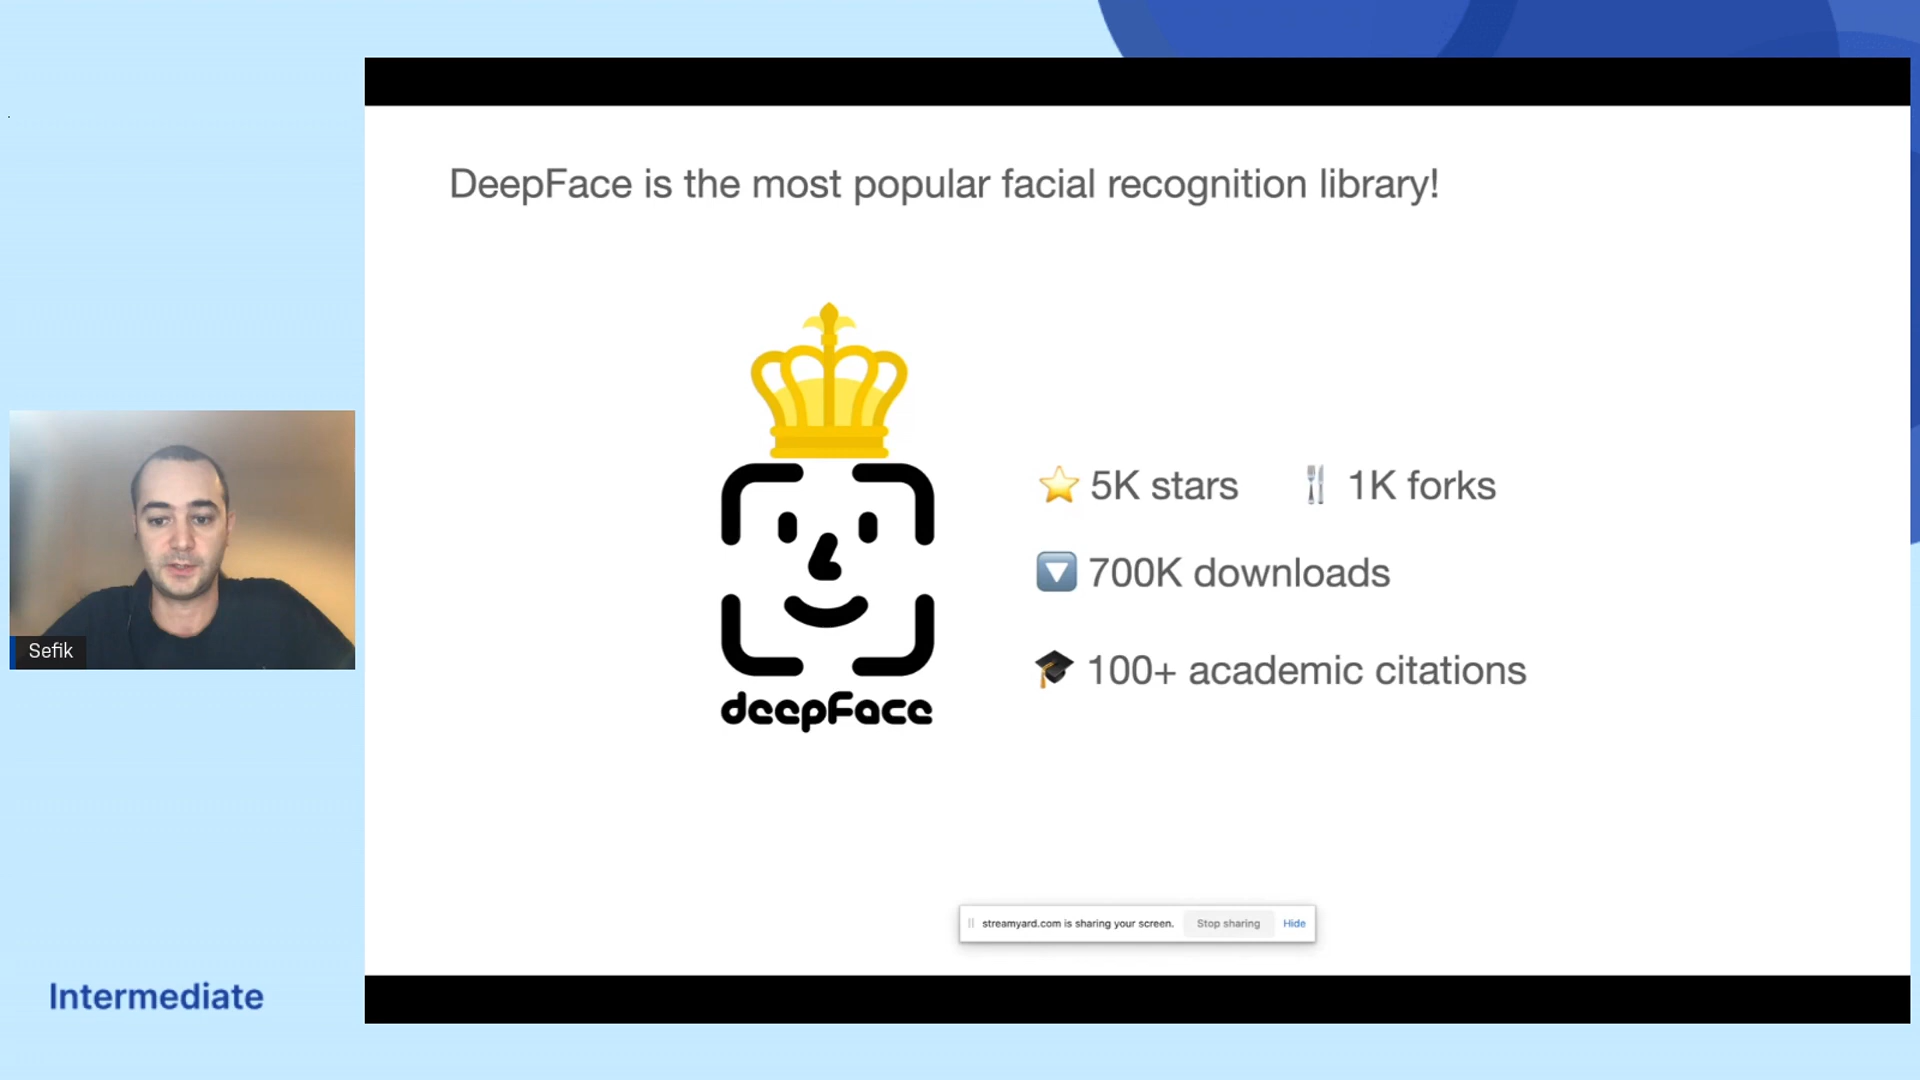 DeepFace is the most popular facial recognition library!
5K stars
1K forks
700K downloads
100+ academic citations
deepFace
Sefik
streamyard.com is sharing your screen.
Stop sharing
Hide
Intermediate